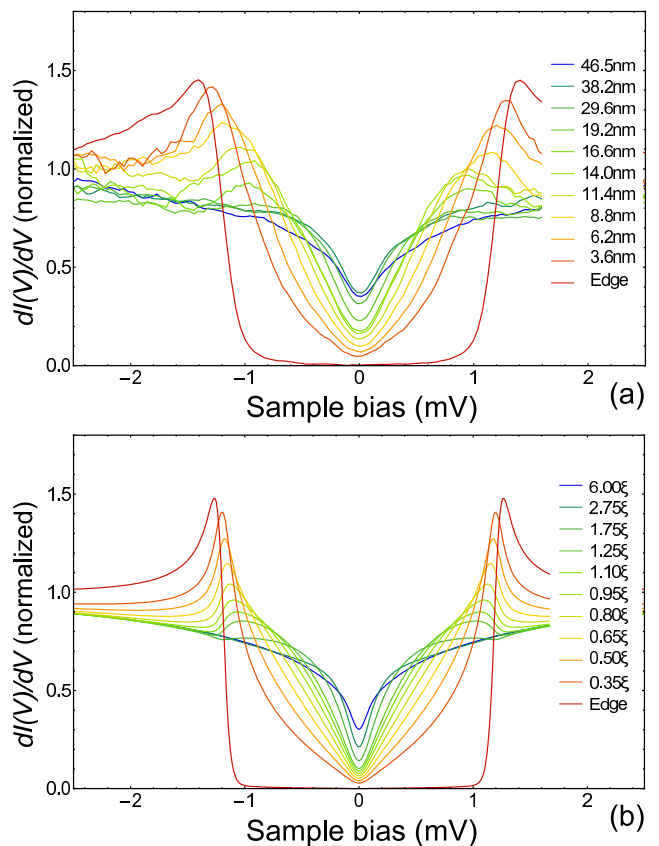 dI(V)/dV (normalized)
1.5
1.0
0.5
0.0
46.5nm
38.2nm
29.6nm
19.2nm
16.6nm
14.0nm
11.4nm
8.8nm
6.2nm
3.6nm
Edge
−2 −1 0 1 2
Sample bias (mV)
(a)
dI(V)/dV (normalized)
1.5
1.0
0.5
0.0
6.00ξ
2.75ξ
1.75ξ
1.25ξ
1.10ξ
0.95ξ
0.80ξ
0.65ξ
0.50ξ
0.35ξ
Edge
−2 −1 0 1 2
Sample bias (mV)
(b)